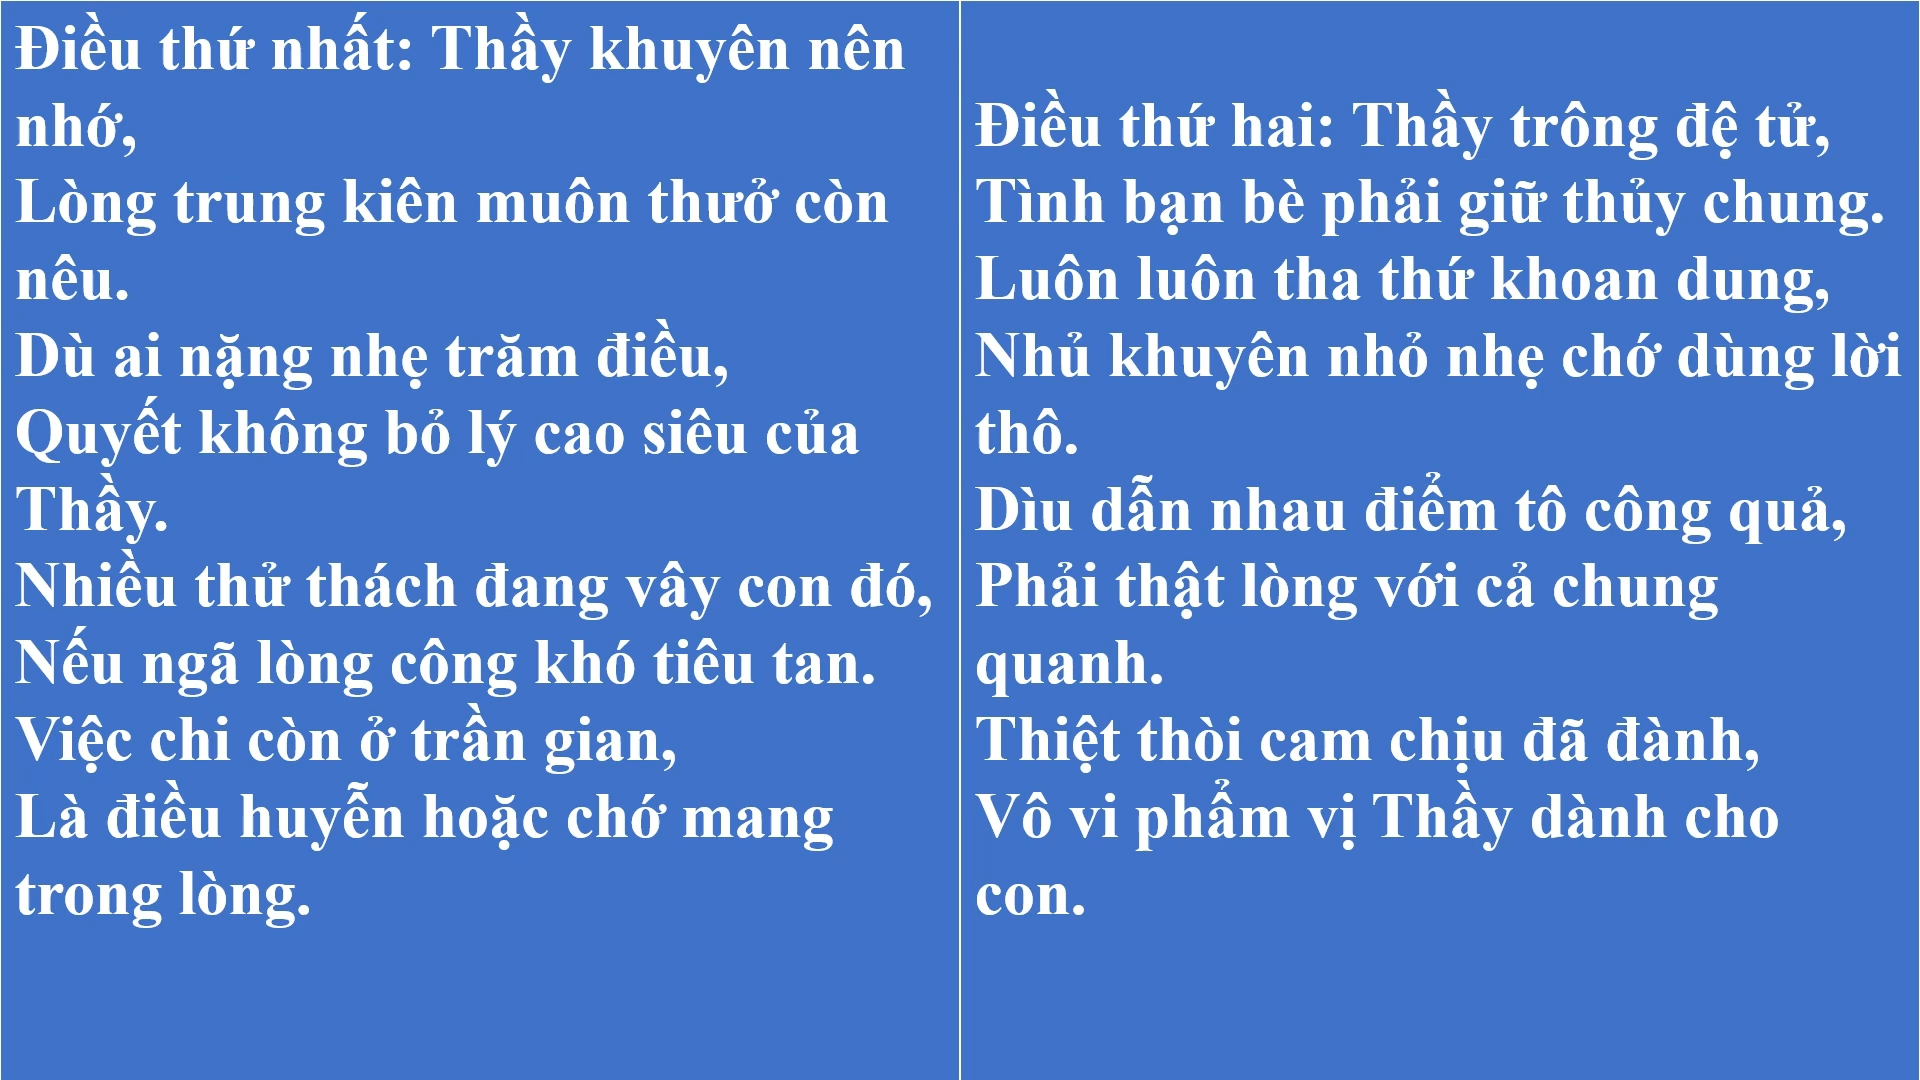 Điều thứ nhất: Thầy khuyên nên
nhớ,
Lòng trung kiên muôn thưở còn
nêu.
Dù ai nặng nhẹ trăm điều,
Quyết không bỏ lý cao siêu của
Thầy.
Nhiều thử thách đang vây con đó,
Nếu ngã lòng công khó tiêu tan.
Việc chi còn ở trần gian,
Là điều huyễn hoặc chớ mang
trong lòng.
Điều thứ hai: Thầy trông đệ tử,
Tình bạn bè phải giữ thủy chung.
Luôn luôn tha thứ khoan dung,
Nhủ khuyên nhỏ nhẹ chớ dùng lời
thô.
Dìu dẫn nhau điểm tô công quả,
Phải thật lòng với cả chung
quanh.
Thiệt thòi cam chịu đã đành,
Vô vi phẩm vị Thầy dành cho
con.